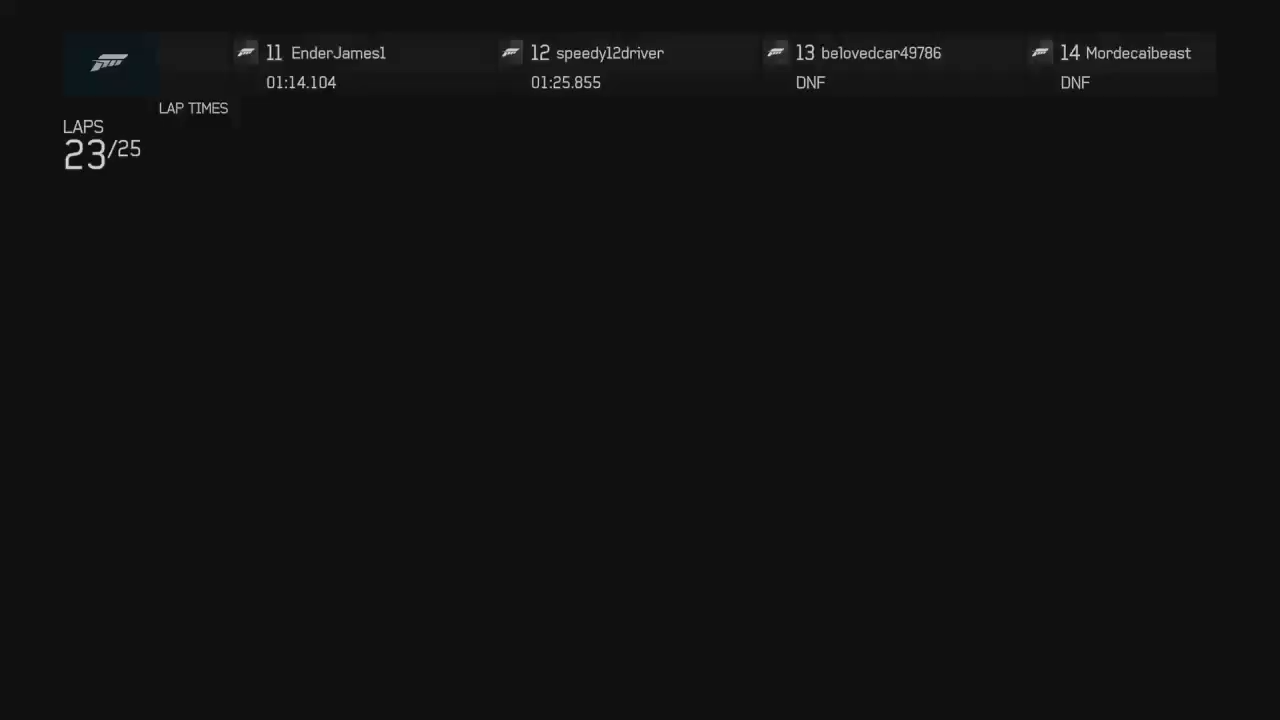 11 EnderJames1
01:14.104
12 speedy12driver
01:25.855
13 belovedcar49786
DNF
14 Mordecaibeast
DNF
LAP TIMES
LAPS
23/25